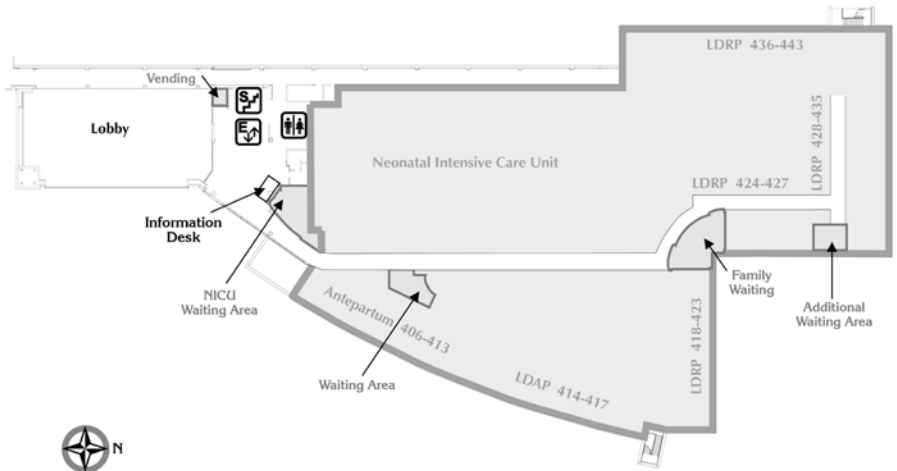 LDRP 436-443
Vending
S
Lobby
E
LDRP 428-435
Neonatal Intensive Care Unit
LDRP 424-427
Information
Desk
NICU
Waiting Area
Family
Waiting
Additional
Waiting Area
Antepartum 406-413
LDRP 418-423
Waiting Area
LDAP 414-417
N